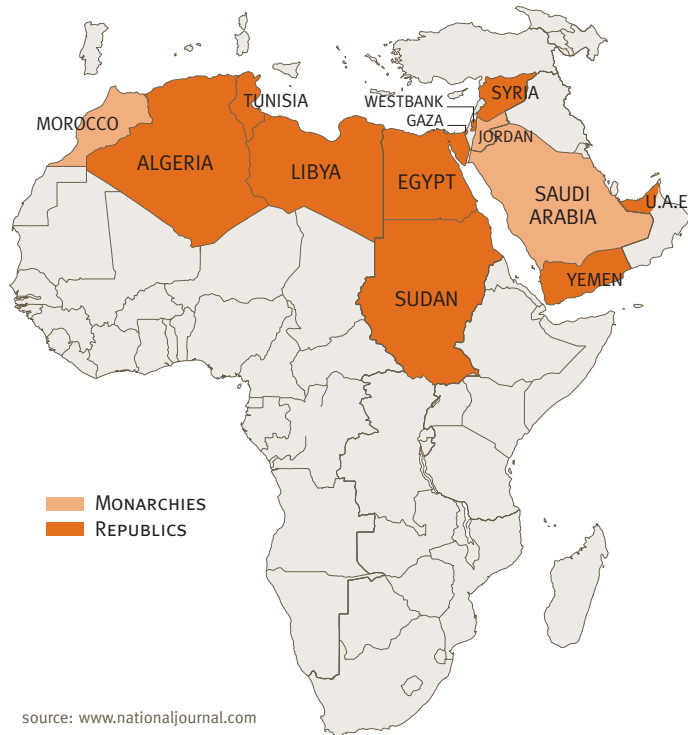 TUNISIA
WESTBANK
GAZA
SYRIA
MOROCCO
JORDAN
ALGERIA
LIBYA
EGYPT
SAUDI
ARABIA
U.A.E
YEMEN
SUDAN
MONARCHIES
REPUBLICS
source: www.nationaljournal.com